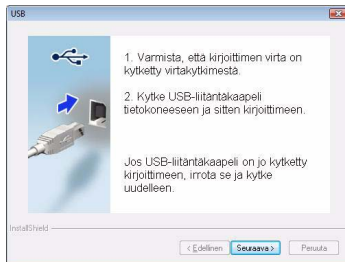 USB
1. Varmista, että kirjoittimen virta on
kytketty virtakytkimestä.
2. Kytke USB-liitäntäkaapeli
tietokoneeseen ja sitten kirjoittimeen.
Jos USB-liitäntäkaapeli on jo kytketty
kirjoittimeen, irrota se ja kytke
uudelleen.
InstallShield
< Edellinen Seuraava > Peruuta